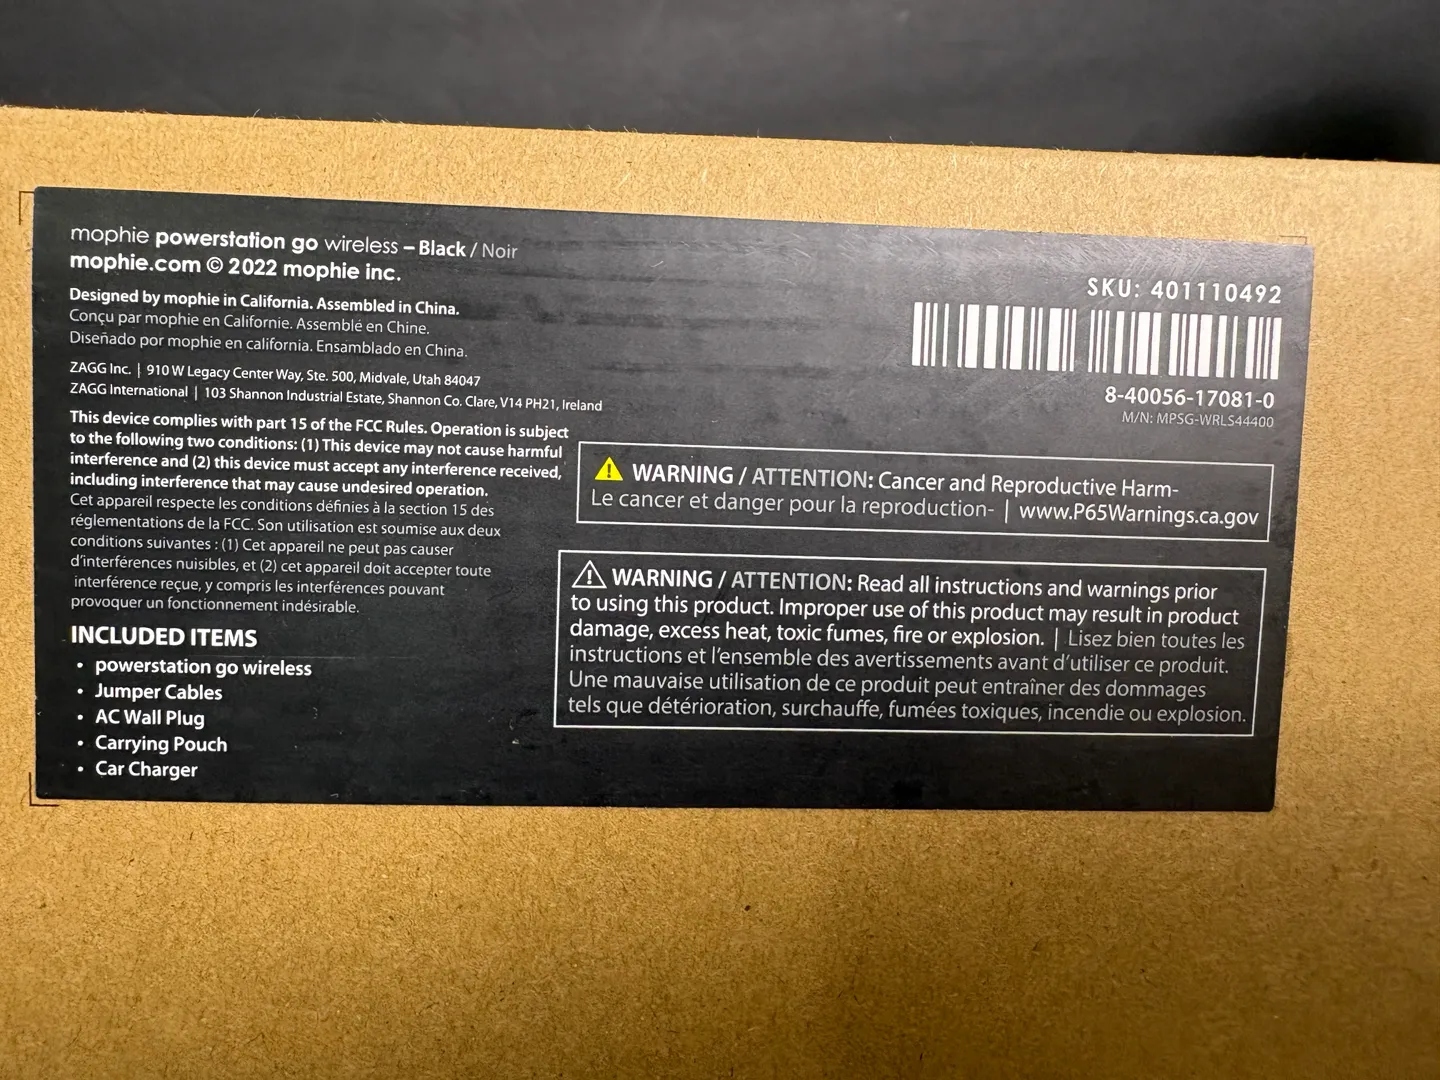 mophie powerstation go wireless – Black / Noir
mophie.com © 2022 mophie inc.
Designed by mophie in California. Assembled in China.
Conçu par mophie en Californie. Assemblé en Chine.
Diseñado por mophie en california. Ensamblado en China.
ZAGG Inc. | 910 W Legacy Center Way, Ste. 500, Midvale, Utah 84047
ZAGG International | 103 Shannon Industrial Estate, Shannon Co. Clare, V14 PH21, Ireland
This device complies with part 15 of the FCC Rules. Operation is subject
to the following two conditions: (1) This device may not cause harmful
interference and (2) this device must accept any interference received,
including interference that may cause undesired operation.
Cet appareil respecte les conditions définies à la section 15 des
réglementations de la FCC. Son utilisation est soumise aux deux
conditions suivantes : (1) Cet appareil ne peut pas causer
d'interférences nuisibles, et (2) cet appareil doit accepter toute
interférence reçue, y compris les interférences pouvant
provoquer un fonctionnement indésirable.
INCLUDED ITEMS
• powerstation go wireless
• Jumper Cables
• AC Wall Plug
• Carrying Pouch
• Car Charger
SKU: 401110492
8-40056-17081-0
M/N: MPSG-WRLS44400
WARNING / ATTENTION: Cancer and Reproductive Harm-
Le cancer et danger pour la reproduction- | www.P65Warnings.ca.gov
WARNING / ATTENTION: Read all instructions and warnings prior
to using this product. Improper use of this product may result in product
damage, excess heat, toxic fumes, fire or explosion. | Lisez bien toutes les
instructions et l'ensemble des avertissements avant d'utiliser ce produit.
Une mauvaise utilisation de ce produit peut entraîner des dommages
tels que détérioration, surchauffe, fumées toxiques, incendie ou explosion.